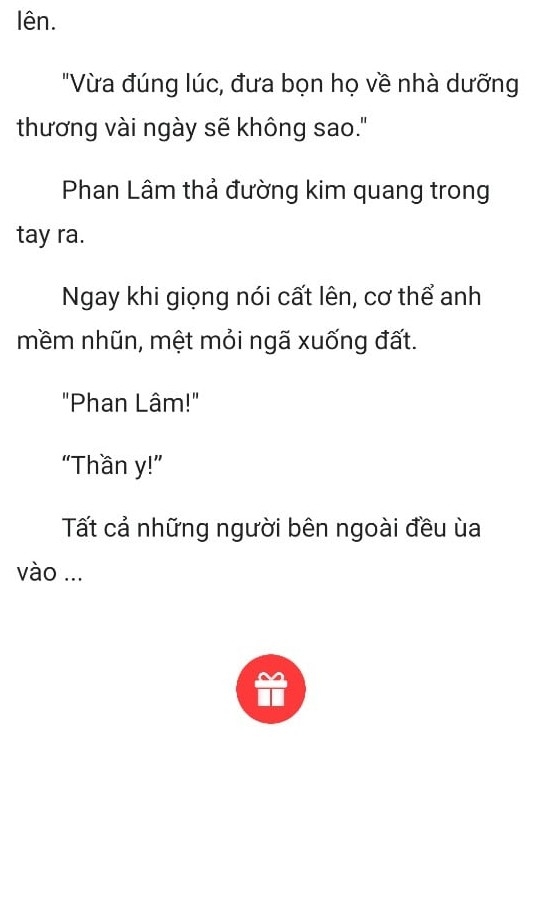 lên.
"Vừa đúng lúc, đưa bọn họ về nhà dưỡng
thương vài ngày sẽ không sao."
Phan Lâm thả đường kim quang trong
tay ra.
Ngay khi giọng nói cất lên, cơ thể anh
mềm nhũn, mệt mỏi ngã xuống đất.
"Phan Lâm!"
“Thần y!”
Tất cả những người bên ngoài đều ùa
vào ...